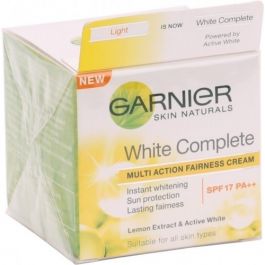 Light
IS NOW
White Complete
Powered by
Active White
NEW
GARNIER
SKIN NATURALS
White Complete
MULTI ACTION FAIRNESS CREAM
Instant whitening
Sun protection
Lasting fairness
SPF 17 PA++
Lemon Extract & Active White
Suitable for all skin types